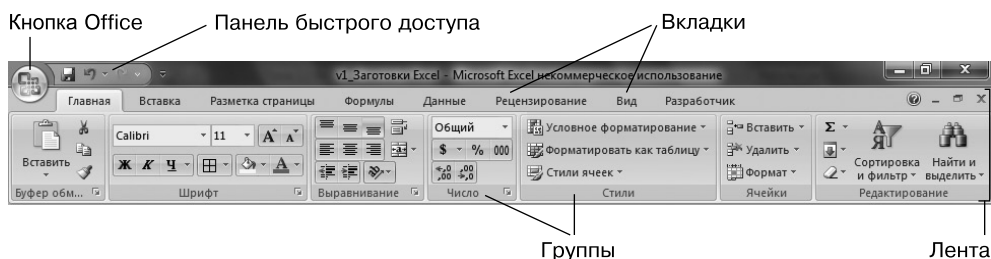 Кнопка Office Панель быстрого доступа Вкладки
v1_Заготовки Excel - Microsoft Excel некоммерческое использование
Главная Вставка Разметка страницы Формулы Данные Рецензирование Вид Разработчик
Calibri 11 Общий Условное форматирование Вставить Σ
Вставить Ж К Ч $ % 000 Форматировать как таблицу Удалить Сортировка и фильтр Найти и выделить
Стили ячеек Формат
Буфер обм... Шрифт Выравнивание Число Стили Ячейки Редактирование
Группы Лента